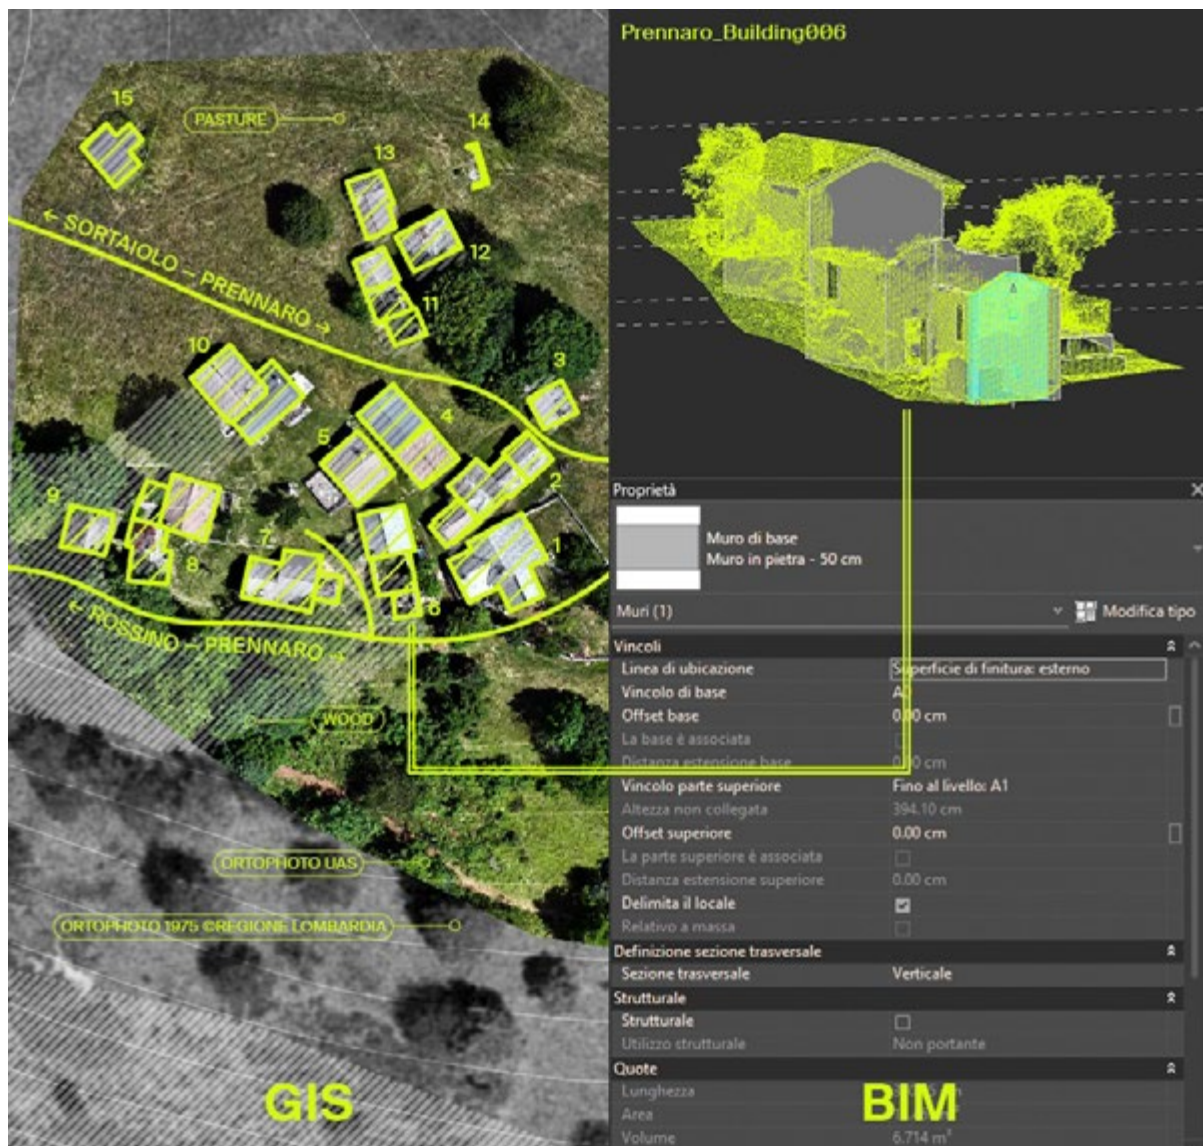 15
PASTURE
14
13
← SORTAIOLO – PRENNARO →
12
11
10
3
4
5
2
9
1
7
8
6
← ROSSINO – PRENNARO →
WOOD
ORTOPHOTO UAS
ORTOPHOTO 1975 ©REGIONE LOMBARDIA
GIS
Prennaro_Building006
Proprietà
Muro di base
Muro in pietra - 50 cm
Muri (1)
Modifica tipo
Vincoli
Linea di ubicazione Superficie di finitura: esterno
Vincolo di base
Offset base 0.00 cm
La base è associata
Distanza estensione base 0.00 cm
Vincolo parte superiore Fino al livello: A1
Altezza non collegata 394.10 cm
Offset superiore 0.00 cm
La parte superiore è associata
Distanza estensione superiore 0.00 cm
Delimita il locale
Relativo a massa
Definizione sezione trasversale
Sezione trasversale Verticale
Strutturale
Strutturale
Utilizzo strutturale Non portante
Quote
Lunghezza
Area
Volume 6.714 m³
BIM